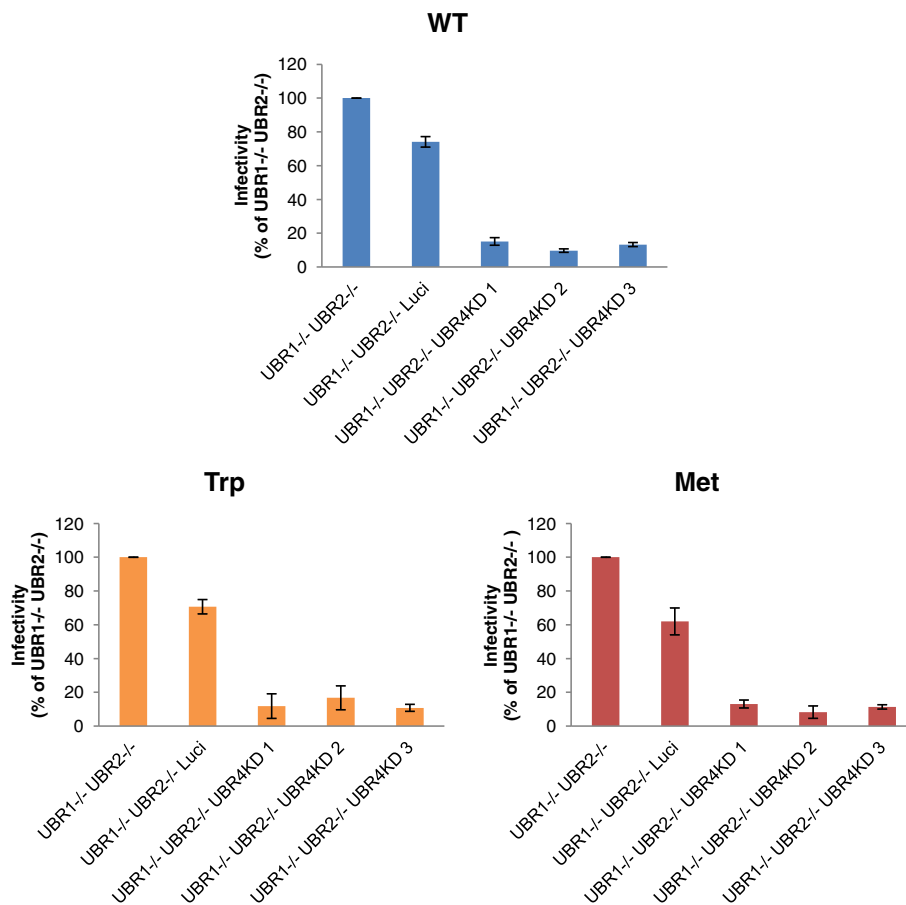 WT
Infectivity
(% of UBR1-/- UBR2-/-)
120
100
80
60
40
20
0
UBR1-/- UBR2-/-
UBR1-/- UBR2-/- Luci
UBR1-/- UBR2-/- UBR4KD 1
UBR1-/- UBR2-/- UBR4KD 2
UBR1-/- UBR2-/- UBR4KD 3
Trp
Infectivity
(% of UBR1-/- UBR2-/-)
120
100
80
60
40
20
0
UBR1-/- UBR2-/-
UBR1-/- UBR2-/- Luci
UBR1-/- UBR2-/- UBR4KD 1
UBR1-/- UBR2-/- UBR4KD 2
UBR1-/- UBR2-/- UBR4KD 3
Met
Infectivity
(% of UBR1-/- UBR2-/- )
120
100
80
60
40
20
0
UBR1-/- UBR2-/-
UBR1-/- UBR2-/- Luci
UBR1-/- UBR2-/- UBR4KD 1
UBR1-/- UBR2-/- UBR4KD 2
UBR1-/- UBR2-/- UBR4KD 3